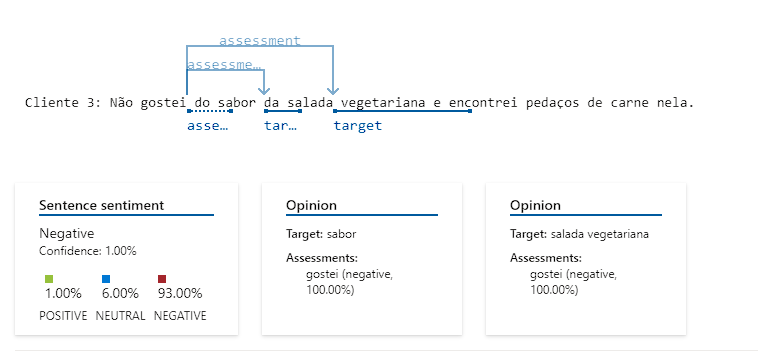 assessment
assessme…
Cliente 3: Não gostei do sabor da salada vegetariana e encontrei pedaços de carne nela.
asse… tar… target
Sentence sentiment
Negative
Confidence: 1.00%
1.00% 6.00% 93.00%
POSITIVE NEUTRAL NEGATIVE
Opinion
Target: sabor
Assessments:
gostei (negative,
100.00%)
Opinion
Target: salada vegetariana
Assessments:
gostei (negative,
100.00%)